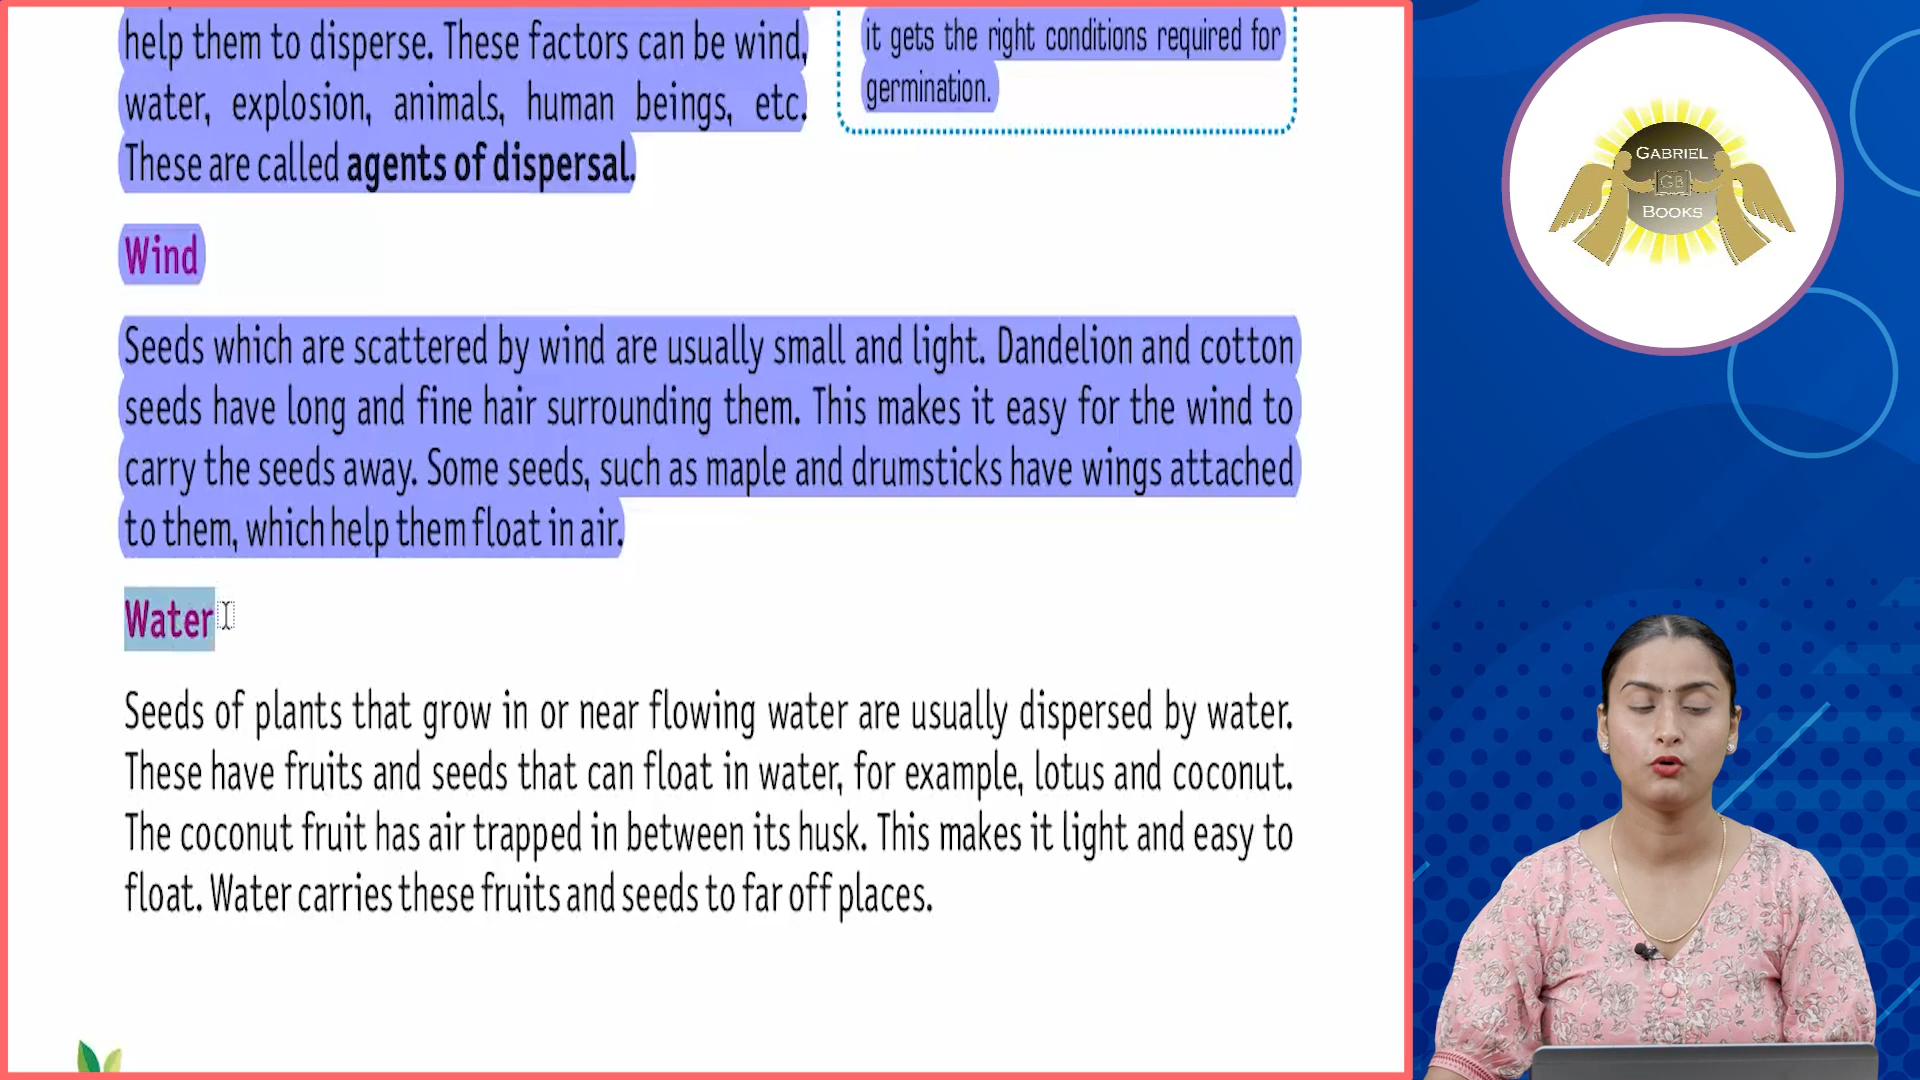 help them to disperse. These factors can be wind,
water, explosion, animals, human beings, etc.
These are called agents of dispersal.
it gets the right conditions required for
germination.
Wind
Seeds which are scattered by wind are usually small and light. Dandelion and cotton
seeds have long and fine hair surrounding them. This makes it easy for the wind to
carry the seeds away. Some seeds, such as maple and drumsticks have wings attached
to them, which help them float in air.
Water
Seeds of plants that grow in or near flowing water are usually dispersed by water.
These have fruits and seeds that can float in water, for example, lotus and coconut.
The coconut fruit has air trapped in between its husk. This makes it light and easy to
float. Water carries these fruits and seeds to far off places.
GABRIEL
GB
BOOKS